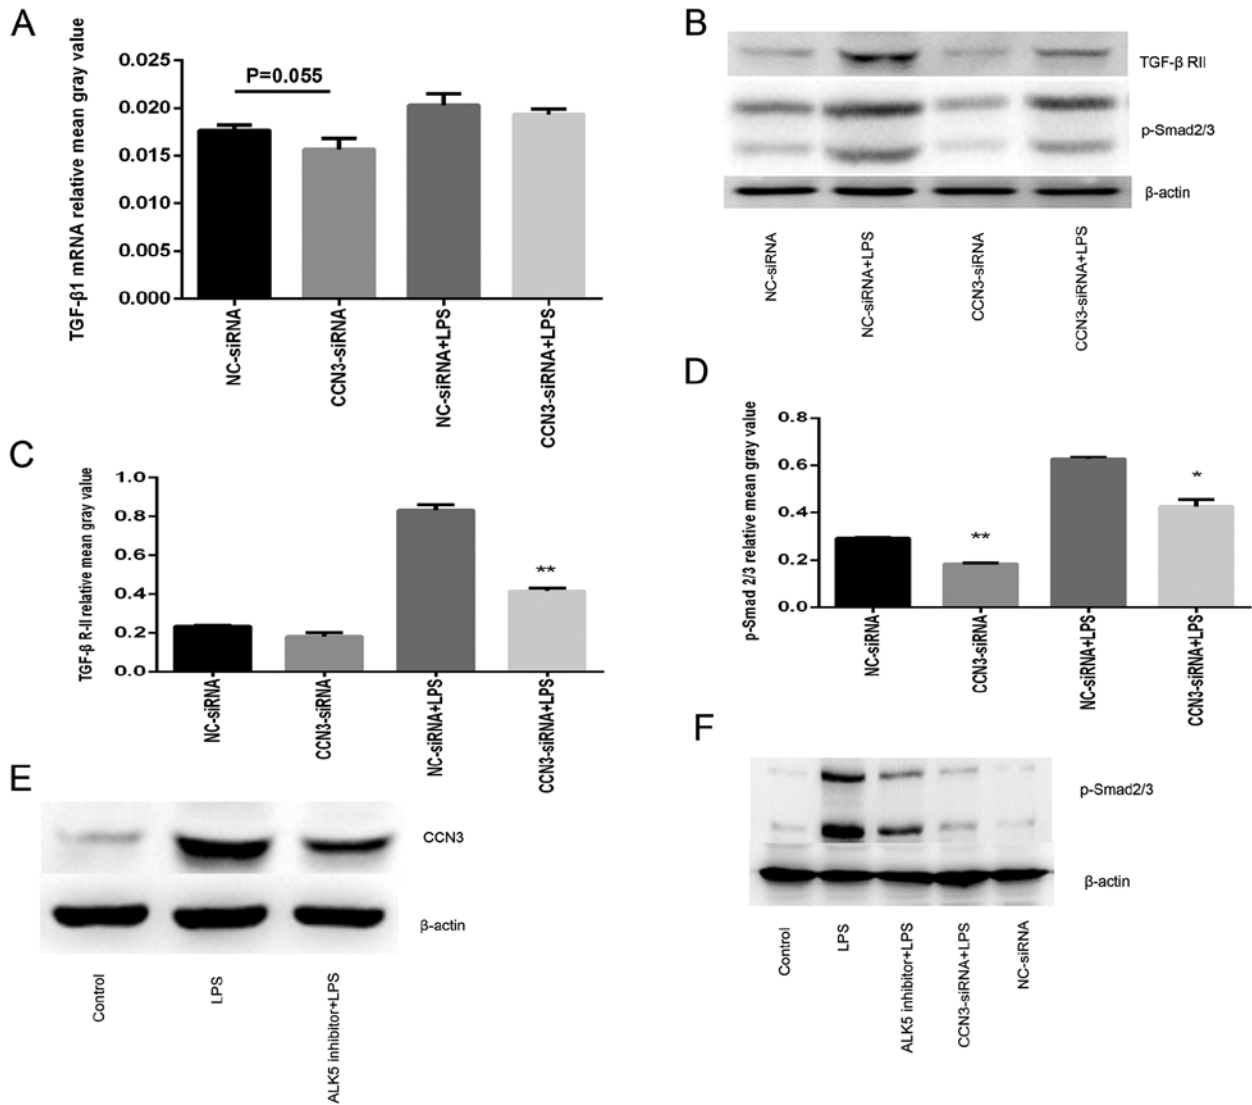 A
TGF-β1 mRNA relative mean gray value
0.025
0.020
0.015
0.010
0.005
0.000
P=0.055
NC-siRNA
CCN3-siRNA
NC-siRNA+LPS
CCN3-siRNA+LPS
B
TGF-β RII
p-Smad2/3
β-actin
NC-siRNA
NC-siRNA+LPS
CCN3-siRNA
CCN3-siRNA+LPS
C
TGF-β R-II relative mean gray value
1.0
0.8
0.6
0.4
0.2
0.0
**
NC-siRNA
CCN3-siRNA
NC-siRNA+LPS
CCN3-siRNA+LPS
D
p-Smad 2/3 relative mean gray value
0.8
0.6
0.4
0.2
0.0
**
*
NC-siRNA
CCN3-siRNA
NC-siRNA+LPS
CCN3-siRNA+LPS
E
CCN3
β-actin
Control
LPS
ALK5 inhibitor+LPS
F
p-Smad2/3
β-actin
Control
LPS
ALK5 inhibitor+LPS
CCN3-siRNA+LPS
NC-siRNA